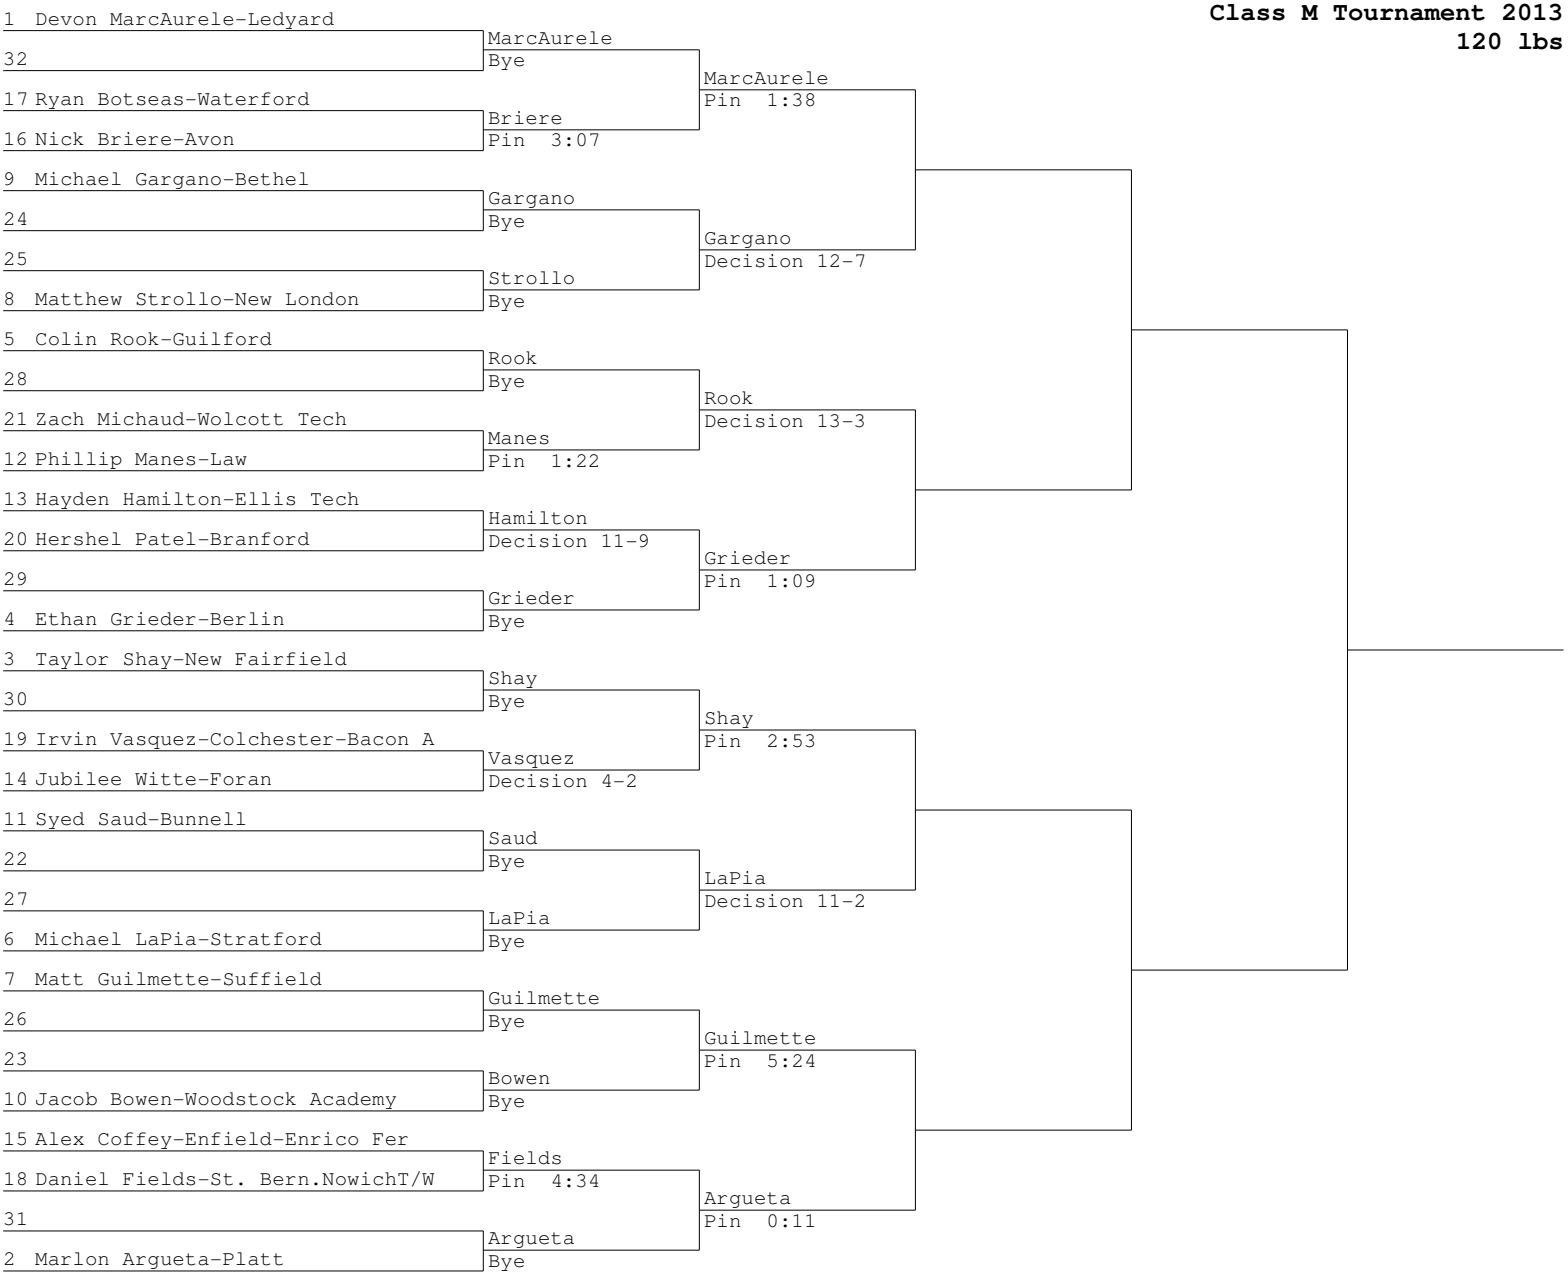 Class M Tournament 2013
120 lbs
1 Devon MarcAurele-Ledyard
32
17 Ryan Botseas-Waterford
16 Nick Briere-Avon
9 Michael Gargano-Bethel
24
25
8 Matthew Strollo-New London
5 Colin Rook-Guilford
28
21 Zach Michaud-Wolcott Tech
12 Phillip Manes-Law
13 Hayden Hamilton-Ellis Tech
20 Hershel Patel-Branford
29
4 Ethan Grieder-Berlin
3 Taylor Shay-New Fairfield
30
19 Irvin Vasquez-Colchester-Bacon A
14 Jubilee Witte-Foran
11 Syed Saud-Bunnell
22
27
6 Michael LaPia-Stratford
7 Matt Guilmette-Suffield
26
23
10 Jacob Bowen-Woodstock Academy
15 Alex Coffey-Enfield-Enrico Fer
18 Daniel Fields-St. Bern.NowichT/W
31
2 Marlon Argueta-Platt
MarcAurele
Bye
Briere
Pin 3:07
Gargano
Bye
Strollo
Bye
Rook
Bye
Manes
Pin 1:22
Hamilton
Decision 11-9
Grieder
Bye
Shay
Bye
Vasquez
Decision 4-2
Saud
Bye
LaPia
Bye
Guilmette
Bye
Bowen
Bye
Fields
Pin 4:34
Argueta
Bye
MarcAurele
Pin 1:38
Gargano
Decision 12-7
Rook
Decision 13-3
Grieder
Pin 1:09
Shay
Pin 2:53
LaPia
Decision 11-2
Guilmette
Pin 5:24
Argueta
Pin 0:11